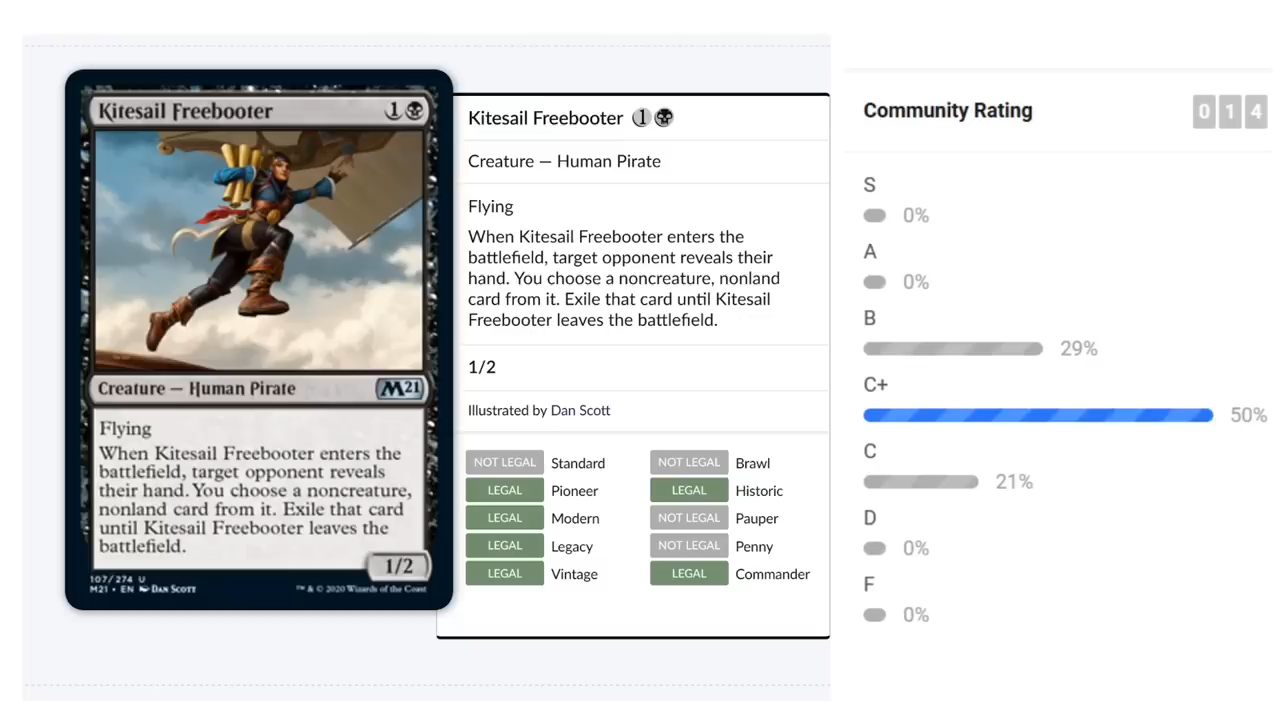 Kitesail Freebooter 1
Creature — Human Pirate
M21
Flying
When Kitesail Freebooter enters the
battlefield, target opponent reveals
their hand. You choose a noncreature,
nonland card from it. Exile that card
until Kitesail Freebooter leaves the
battlefield.
1/2
107/274 U
M21 • EN DAN SCOTT
™ & © 2020 Wizards of the Coast
Kitesail Freebooter 1
Creature — Human Pirate
Flying
When Kitesail Freebooter enters the
battlefield, target opponent reveals their
hand. You choose a noncreature, nonland
card from it. Exile that card until Kitesail
Freebooter leaves the battlefield.
1/2
Illustrated by Dan Scott
NOT LEGAL Standard NOT LEGAL Brawl
LEGAL Pioneer LEGAL Historic
LEGAL Modern NOT LEGAL Pauper
LEGAL Legacy NOT LEGAL Penny
LEGAL Vintage LEGAL Commander
Community Rating 0 1 4
S
0%
A
0%
B
29%
C+
50%
C
21%
D
0%
F
0%